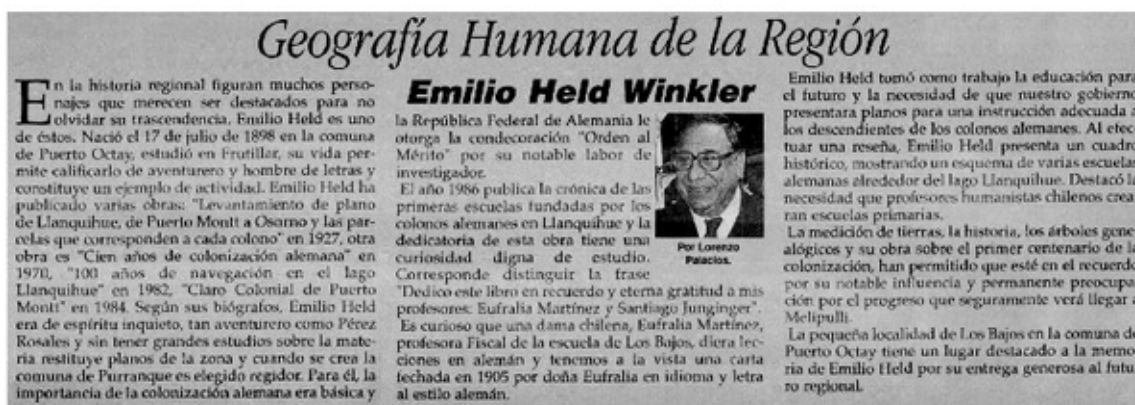 Geografía Humana de la Región
En la historia regional figuran muchos perso-
najes que merecen ser destacados para no
olvidar su trascendencia, Emilio Held es uno
de éstos. Nació el 17 de julio de 1898 en la comuna
de Puerto Octay, estudió en Frutillar, su vida per-
mite calificarlo de aventurero y hombre de letras y
constituye un ejemplo de actividad. Emilio Held ha
publicado varias obras: "Levantamiento de plano
de Llanquihue, de Puerto Montt a Osorno y las par-
celas que corresponden a cada colono" en 1927, otra
obra es "Cien años de colonización alemana" en
1970, "100 años de navegación en el lago
Llanquihue" en 1982, "Claro Colonial de Puerto
Montt" en 1984. Según sus biógrafos, Emilio Held
era de espíritu inquieto, tan aventurero como Pérez
Rosales y sin tener grandes estudios sobre la mate-
ria restituye planos de la zona y cuando se crea la
comuna de Purranque es elegido regidor. Para él, la
importancia de la colonización alemana era básica y
Emilio Held Winkler
la República Federal de Alemania le
otorga la condecoración "Orden al
Mérito" por su notable labor de
investigador.
El año 1986 publica la crónica de las
primeras escuelas fundadas por los
colonos alemanes en Llanquihue y la
dedicatoria de esta obra tiene una
curiosidad digna de estudio.
Corresponde distinguir la frase
"Dedico este libro en recuerdo y eterna gratitud a mis
profesores: Eufralia Martínez y Santiago Junginger".
Es curioso que una dama chilena, Eufralia Martínez,
profesora Fiscal de la escuela de Los Bajos, diera lec-
ciones en alemán y tenemos a la vista una carta
fechada en 1905 por doña Eufralia en idioma y letra
al estilo alemán.
Por Lorenzo
Palacios.
Emilio Held tomó como trabajo la educación para
el futuro y la necesidad de que nuestro gobierno
presentara planos para una instrucción adecuada a
los descendientes de los colonos alemanes. Al efec-
tuar una reseña, Emilio Held presenta un cuadro
histórico, mostrando un esquema de varias escuelas
alemanas alrededor del lago Llanquihue. Destacó la
necesidad que profesores humanistas chilenos crea-
ran escuelas primarias.
La medición de tierras, la historia, los árboles gene-
alógicos y su obra sobre el primer centenario de la
colonización, han permitido que esté en el recuerdo
por su notable influencia y permanente preocupa-
ción por el progreso que seguramente verá llegar a
Melipulli.
La pequeña localidad de Los Bajos en la comuna de
Puerto Octay tiene un lugar destacado a la memo-
ria de Emilio Held por su entrega generosa al futu-
ro regional.